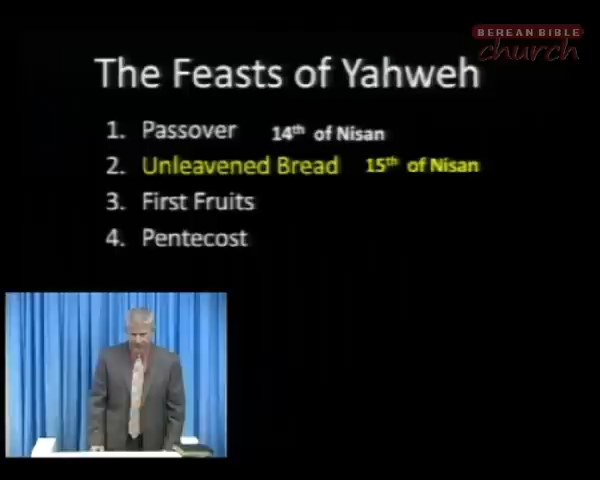 BEREAN BIBLE
church
The Feasts of Yahweh
1. Passover 14th of Nisan
2. Unleavened Bread 15th of Nisan
3. First Fruits
4. Pentecost